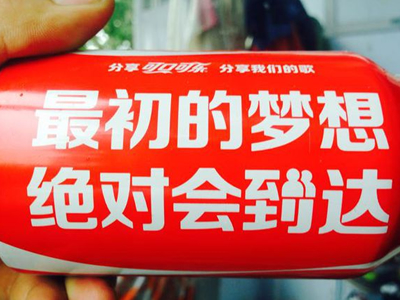 分享 可口可乐 分享我们的歌
最初的梦想
绝对会到达